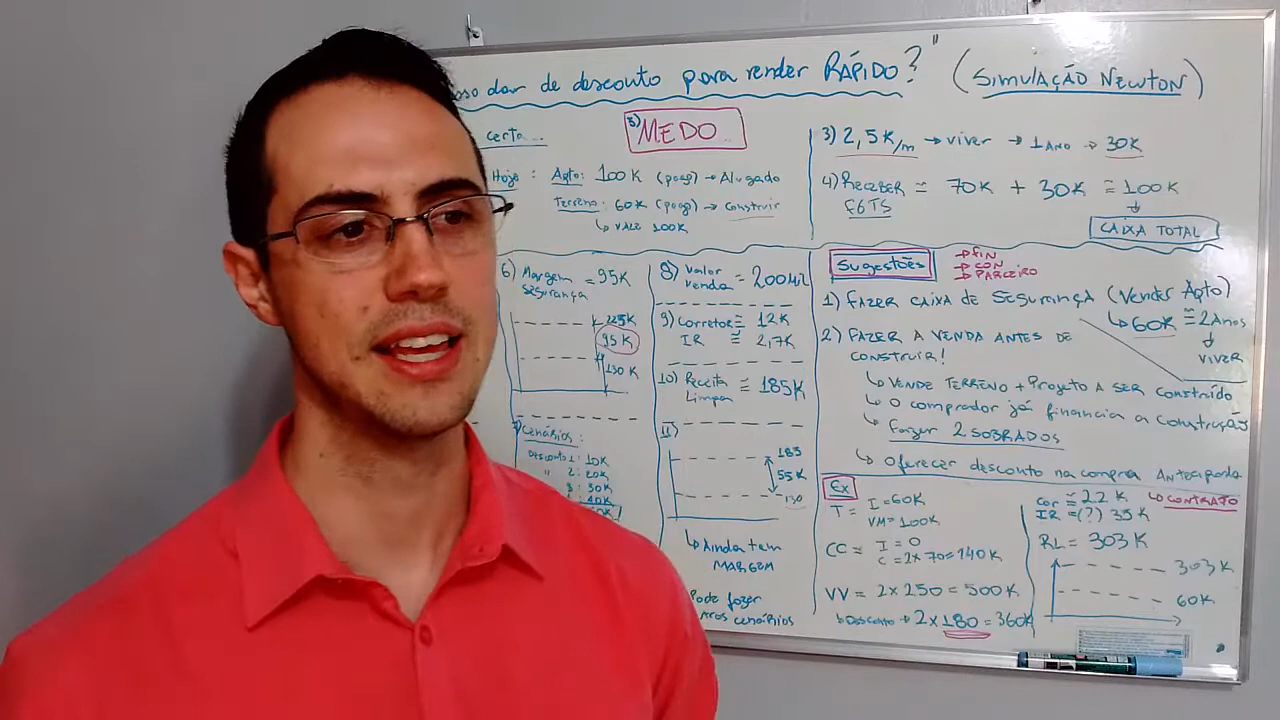 dar de desconto para vender RÁPIDO?" (SIMULAÇÃO NEWTON)
certa...
5) MEDO...
Hoje: Apto: 100K (pago) → Alugado
Terreno: 60K (pago) → construir
↳ VALE 100K
3) 2,5K/m → viver → 1 ANO → 30K
4) RECEBER ≅ 70K + 30K ≅ 100K
FGTS
CAIXA TOTAL
6) Margem = 95K
Segurança
225K
95K
130K
7) Cenários:
DESCONTO 1: 10K
" 2: 20K
3: 30K
: 40K
8) Valor = 200mil
venda
9) Corretor ≅ 12K
IR ≅ 2,7K
10) Receita ≅ 185K
Limpa
11)
185
55K
130
↳ Ainda tem
MARGEM
Pode fazer
cenários
Sugestões
→ FIN
→ CON
→ PARCEIRO
1) FAZER CAIXA DE SEGURANÇA (Vender Apto)
↳ 60K ≅ 2 Anos
VIVER
2) FAZER A VENDA ANTES DE
CONSTRUIR!
↳ VENDE TERRENO + Projeto A SER Construído
↳ O comprador já financia a Construção
↳ Fazer 2 SOBRADOS
↳ Oferecer desconto na compra Antecipada
↳ CONTRATO
Ex
T = I = 60K
VM = 100K
CC = I = 0
C = 2x 70 = 140K
VV = 2 x 250 = 500K
↳ Desconto → 2 x 180 = 360K
Cor ≅ 22K
IR = (?) 35K
RL = 303K
303K
60K